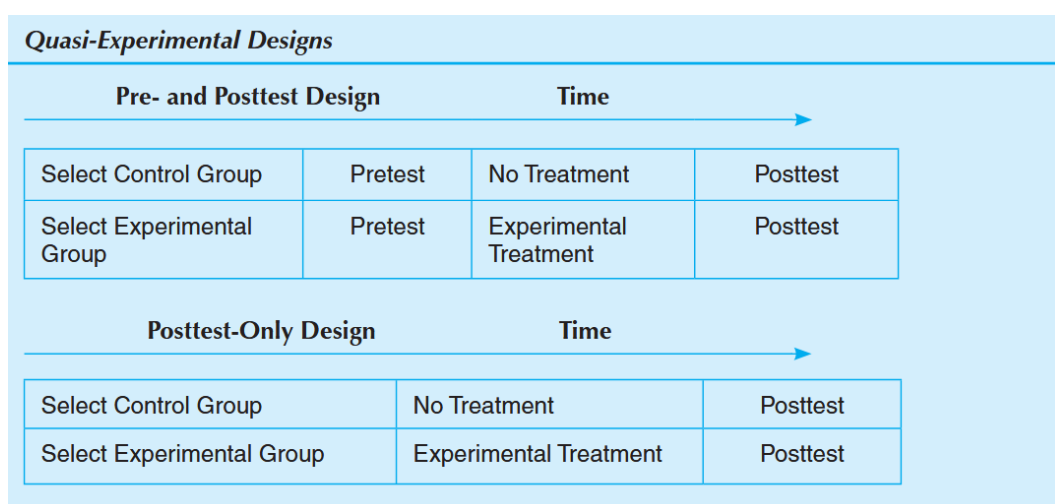 Quasi-Experimental Designs
Pre- and Posttest Design Time
Select Control Group Pretest No Treatment Posttest
Select Experimental Pretest Experimental Posttest
Group Treatment
Posttest-Only Design Time
Select Control Group No Treatment Posttest
Select Experimental Group Experimental Treatment Posttest